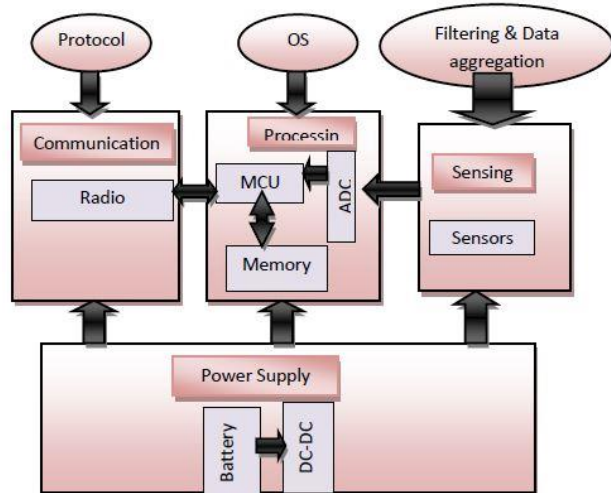 Protocol
OS
Filtering & Data
aggregation
Communication
Radio
Processin
MCU
ADC
Memory
Sensing
Sensors
Power Supply
Battery
DC-DC